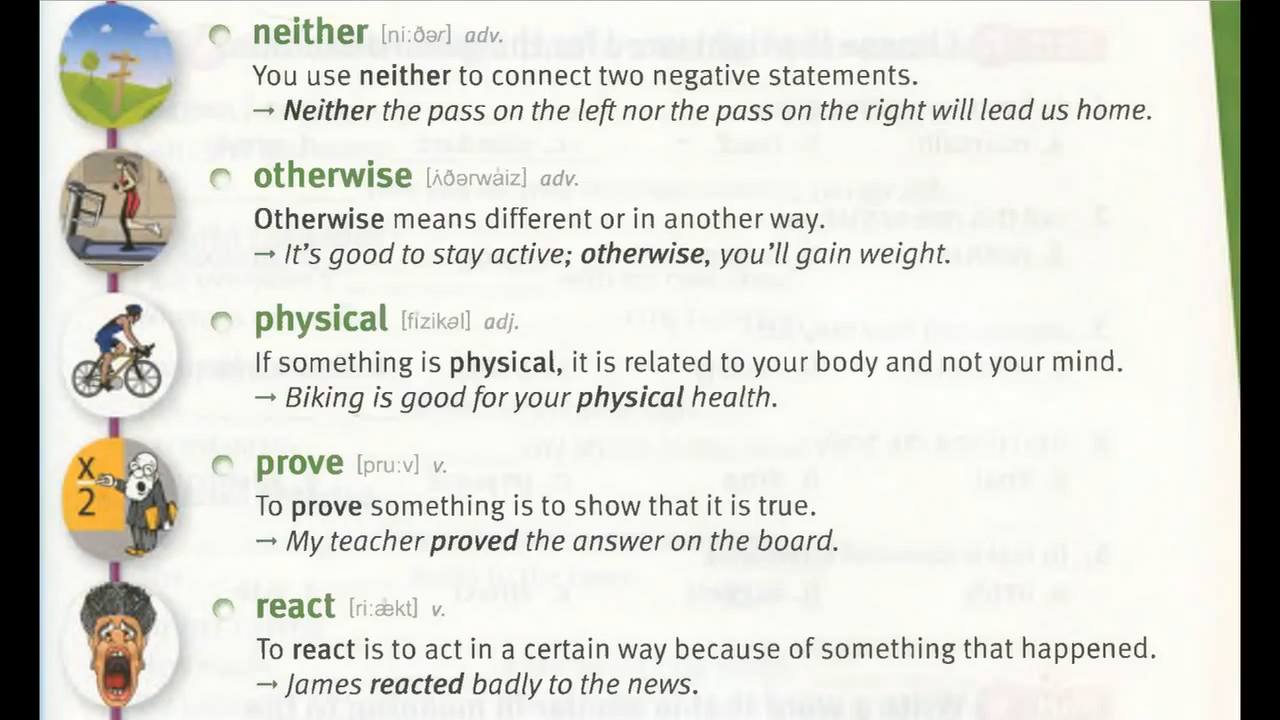 neither [ni:ðər] adv.
You use neither to connect two negative statements.
→ Neither the pass on the left nor the pass on the right will lead us home.
otherwise [ʌ́ðərwàiz] adv.
Otherwise means different or in another way.
→ It's good to stay active; otherwise, you'll gain weight.
physical [fizikəl] adj.
If something is physical, it is related to your body and not your mind.
→ Biking is good for your physical health.
prove [pru:v] v.
X
2
To prove something is to show that it is true.
→ My teacher proved the answer on the board.
react [ri:ǽkt] v.
To react is to act in a certain way because of something that happened.
→ James reacted badly to the news.